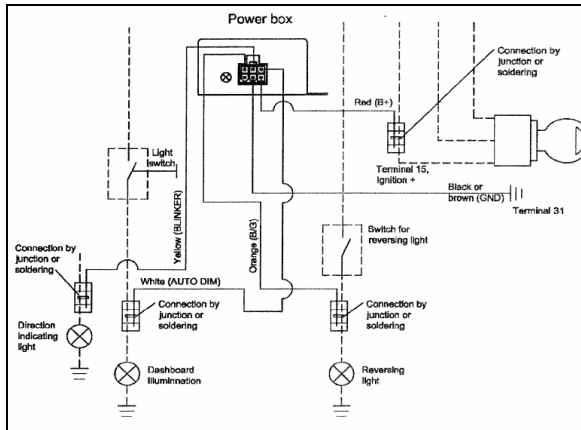 Power box
Connection by
junction or
soldering
Red (B+)
Light
switch
Terminal 15,
Ignition +
Black or
brown (GND)
Terminal 31
Yellow (BLINKER)
Orange (B/G)
Switch for
reversing light
Connection by
junction or
soldering
White (AUTO DIM)
Connection by
junction or
soldering
Connection by
junction or
soldering
Direction
indicating
light
Dashboard
illumination
Reversing
light